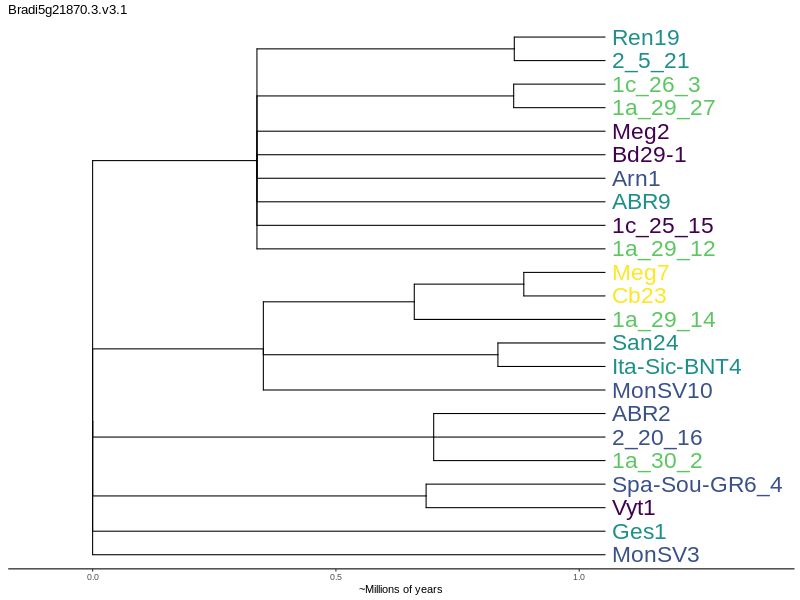 Bradi5g21870.3.v3.1
Ren19
2_5_21
1c_26_3
1a_29_27
Meg2
Bd29-1
Arn1
ABR9
1c_25_15
1a_29_12
Meg7
Cb23
1a_29_14
San24
Ita-Sic-BNT4
MonSV10
ABR2
2_20_16
1a_30_2
Spa-Sou-GR6_4
Vyt1
Ges1
MonSV3
0.0 0.5 1.0
~Millions of years